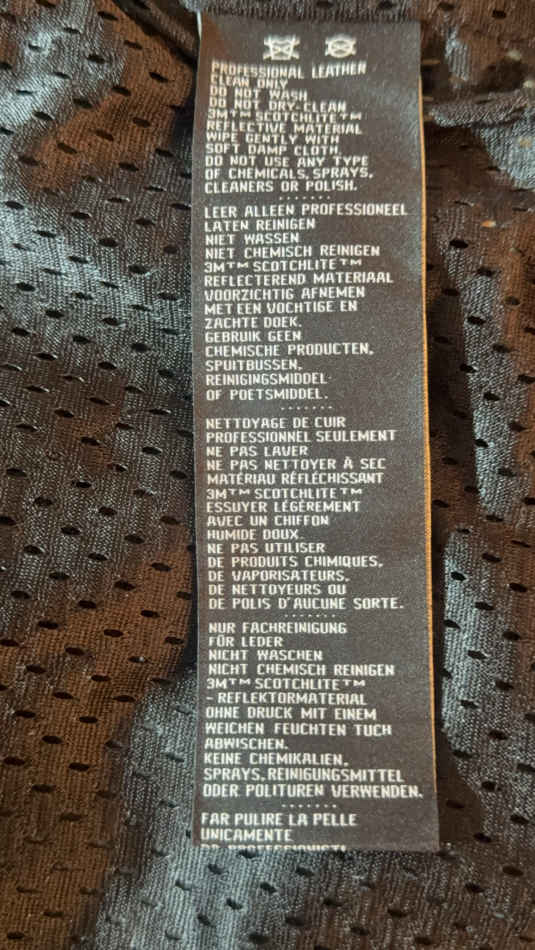 PROFESSIONAL LEATHER
CLEAN ONLY
DO NOT WASH
DO NOT DRY-CLEAN
3M™ SCOTCHLITE™
REFLECTIVE MATERIAL
WIPE GENTLY WITH
SOFT DAMP CLOTH.
DO NOT USE ANY TYPE
OF CHEMICALS, SPRAYS,
CLEANERS OR POLISH.
LEER ALLEEN PROFESSIONEEL
LATEN REINIGEN
NIET WASSEN
NIET CHEMISCH REINIGEN
3M™ SCOTCHLITE™
REFLECTEREND MATERIAAL
VOORZICHTIG AFNEMEN
MET EEN VOCHTIGE EN
ZACHTE DOEK.
GEBRUIK GEEN
CHEMISCHE PRODUCTEN,
SPUITBUSSEN,
REINIGINGSMIDDEL
OF POETSMIDDEL.
NETTOYAGE DE CUIR
PROFESSIONNEL SEULEMENT
NE PAS LAVER
NE PAS NETTOYER À SEC
MATÉRIAU RÉFLÉCHISSANT
3M™ SCOTCHLITE™
ESSUYER LÉGÈREMENT
AVEC UN CHIFFON
HUMIDE DOUX.
NE PAS UTILISER
DE PRODUITS CHIMIQUES,
DE VAPORISATEURS,
DE NETTOYEURS OU
DE POLIS D'AUCUNE SORTE.
NUR FACHREINIGUNG
FÜR LEDER
NICHT WASCHEN
NICHT CHEMISCH REINIGEN
3M™ SCOTCHLITE™
- REFLEKTORMATERIAL
OHNE DRUCK MIT EINEM
WEICHEN FEUCHTEN TUCH
ABWISCHEN.
KEINE CHEMIKALIEN,
SPRAYS, REINIGUNGSMITTEL
ODER POLITUREN VERWENDEN.
FAR PULIRE LA PELLE
UNICAMENTE